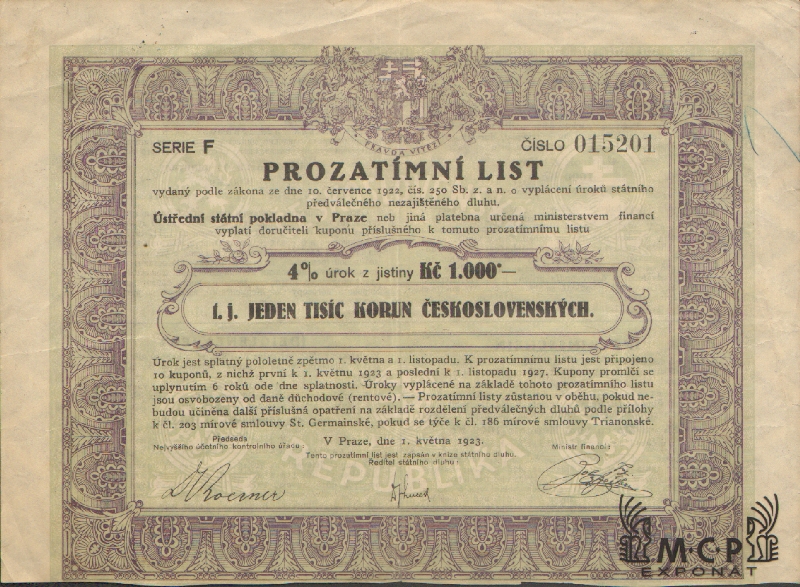 PRAVDA VÍTĚZÍ
SERIE F
ČÍSLO 015201
PROZATÍMNÍ LIST
vydaný podle zákona ze dne 10. července 1922, čís. 250 Sb. z. a n. o vyplácení úroků státního
předválečného nezajištěného dluhu.
Ústřední státní pokladna v Praze neb jiná platebna určená ministerstvem financí
vyplatí doručiteli kuponu příslušného k tomuto prozatímnímu listu
4% úrok z jistiny Kč 1.000·—
t. j. JEDEN TISÍC KORUN ČESKOSLOVENSKÝCH.
Úrok jest splatný pololetně zpětmo 1. května a 1. listopadu. K prozatímnímu listu jest připojeno
10 kuponů, z nichž první k 1. květnu 1923 a poslední k 1. listopadu 1927. Kupony promlčí se
uplynutím 6 roků ode dne splatnosti. Úroky vyplácené na základě tohoto prozatimního listu
jsou osvobozeny od daně důchodové (rentové). — Prozatimní listy zůstanou v oběhu, pokud ne-
budou učiněna další příslušná opatření na základě rozdělení předválečných dluhů podle přílohy
k čl. 203 mírové smlouvy St. Germainské, pokud se týče k čl. 186 mírové smlouvy Trianonské.
Předseda
Nejvyššího účetního kontrolního úřadu:
V Praze, dne 1. května 1923.
Ministr financí:
Tento prozatimní list jest zapsán v knize státního dluhu.
Ředitel státního dluhu:
REPUBLIKA
M·C·P
EXPONAT